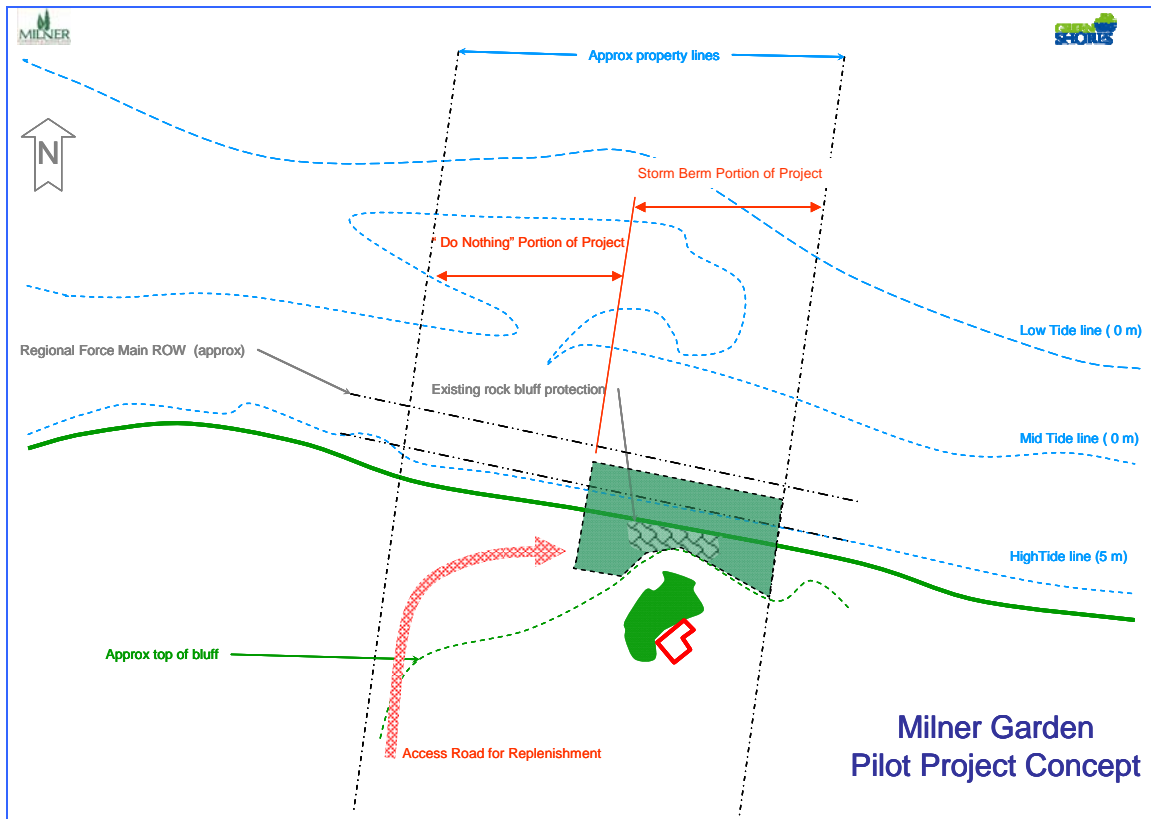 MILNER
GREEN
SHORES
Approx property lines
N
Storm Berm Portion of Project
" Do Nothing" Portion of Project
Low Tide line ( 0 m)
Regional Force Main ROW (approx)
Existing rock bluff protection
Mid Tide line ( 0 m)
HighTide line (5 m)
Approx top of bluff
Access Road for Replenishment
Milner Garden
Pilot Project Concept